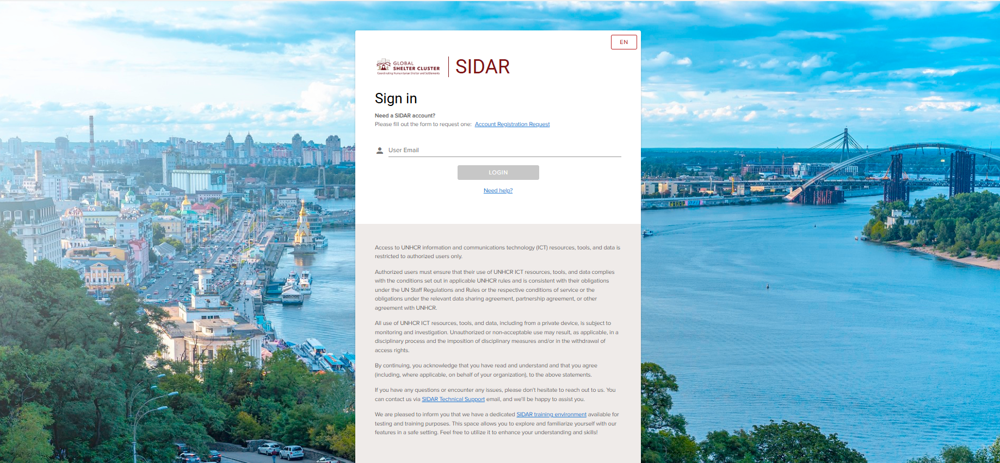 EN
GLOBAL
SHELTER CLUSTER
Coordinating Humanitarian Shelter and Settlements
SIDAR
Sign in
Need a SIDAR account?
Please fill out the form to request one: Account Registration Request
User Email
LOGIN
Need help?
Access to UNHCR information and communications technology (ICT) resources, tools, and data is
restricted to authorized users only.
Authorized users must ensure that their use of UNHCR ICT resources, tools, and data complies
with the conditions set out in applicable UNHCR rules and is consistent with their obligations
under the UN Staff Regulations and Rules or the respective conditions of service or the
obligations under the relevant data sharing agreement, partnership agreement, or other
agreement with UNHCR.
All use of UNHCR ICT resources, tools, and data, including from a private device, is subject to
monitoring and investigation. Unauthorized or non-acceptable use may result, as applicable, in a
disciplinary process and the imposition of disciplinary measures and/or in the withdrawal of
access rights.
By continuing, you acknowledge that you have read and understand and that you agree
(including, where applicable, on behalf of your organization), to the above statements.
If you have any questions or encounter any issues, please don't hesitate to reach out to us. You
can contact us via SIDAR Technical Support email, and we'll be happy to assist you.
We are pleased to inform you that we have a dedicated SIDAR training environment available for
testing and training purposes. This space allows you to explore and familiarize yourself with our
features in a safe setting. Feel free to utilize it to enhance your understanding and skills!